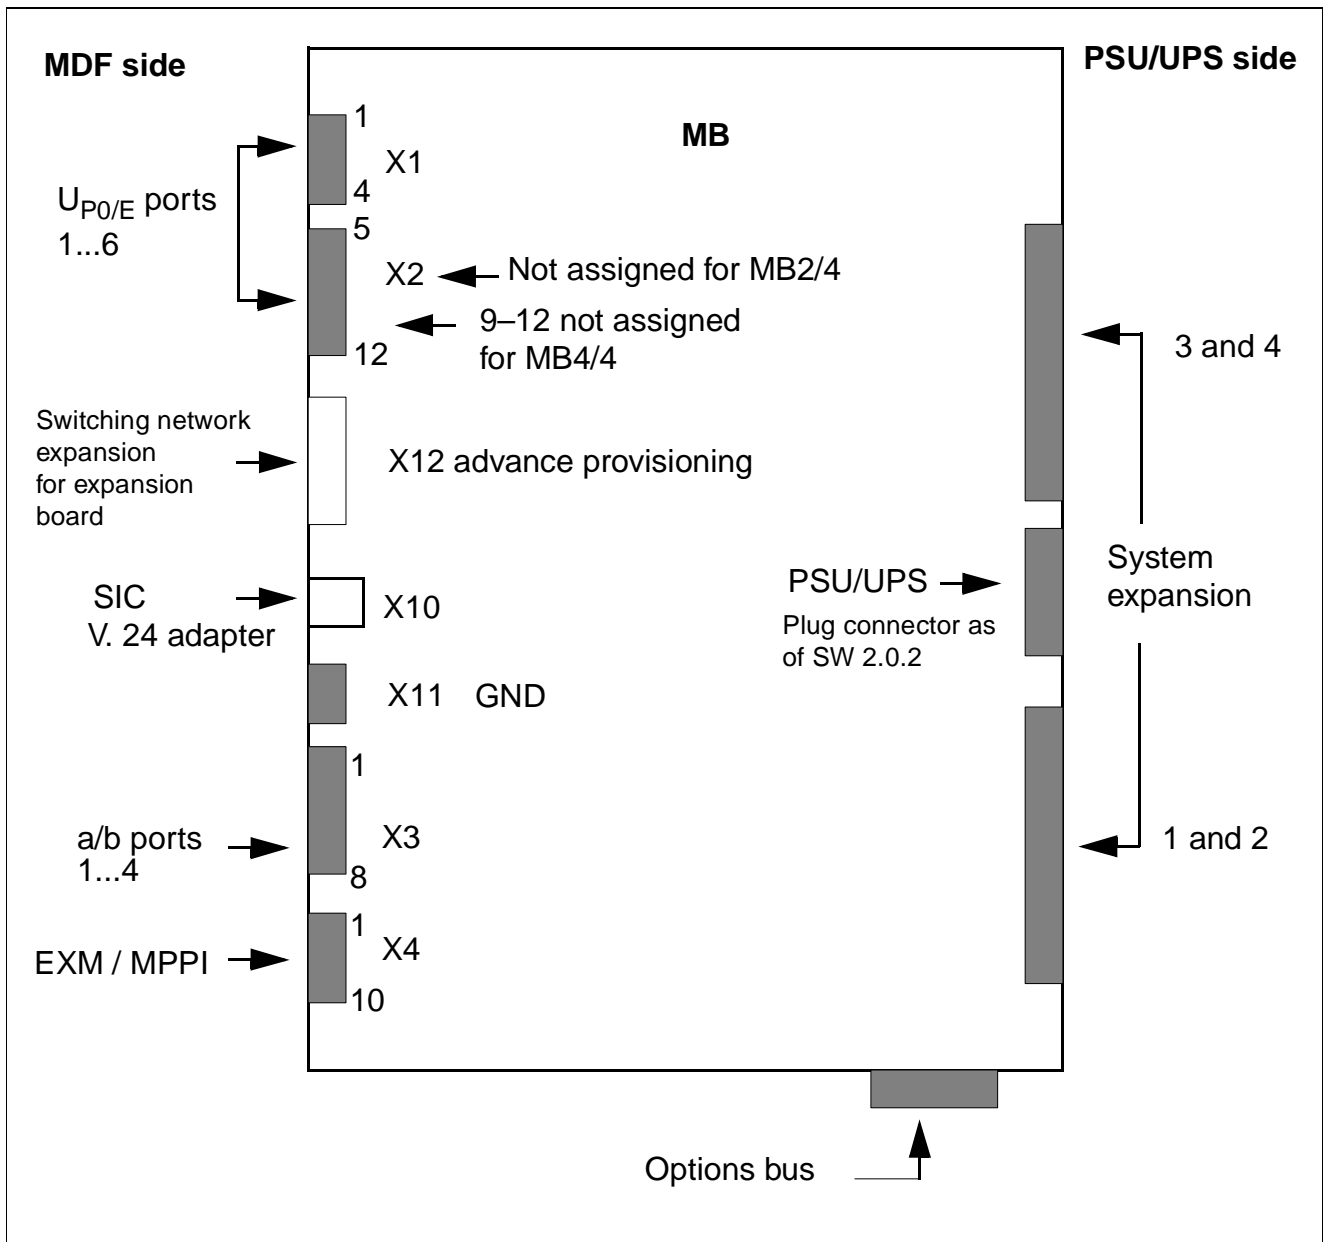 MDF side
PSU/UPS side
MB
1
X1
4
UP0/E ports
1...6
5
X2
Not assigned for MB2/4
9–12 not assigned
for MB4/4
12
3 and 4
Switching network
expansion
for expansion
board
X12 advance provisioning
System
expansion
PSU/UPS
Plug connector as
of SW 2.0.2
SIC
V. 24 adapter
X10
X11 GND
1
a/b ports
1...4
X3
8
1 and 2
1
EXM / MPPI
X4
10
Options bus